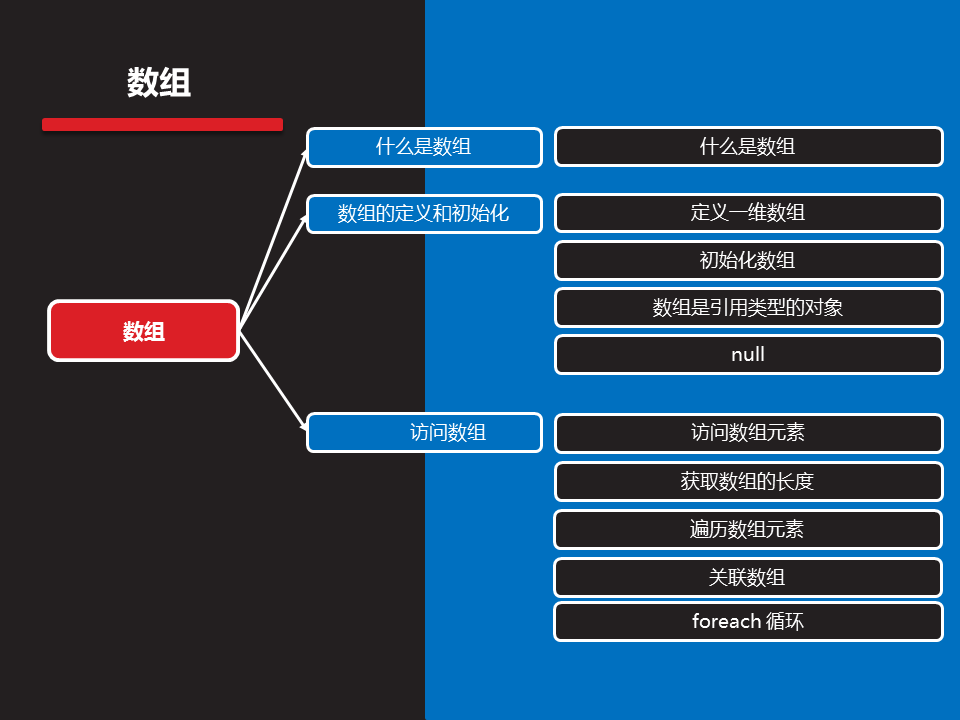 数组
数组
什么是数组
什么是数组
数组的定义和初始化
定义一维数组
初始化数组
数组是引用类型的对象
null
访问数组
访问数组元素
获取数组的长度
遍历数组元素
关联数组
foreach 循环